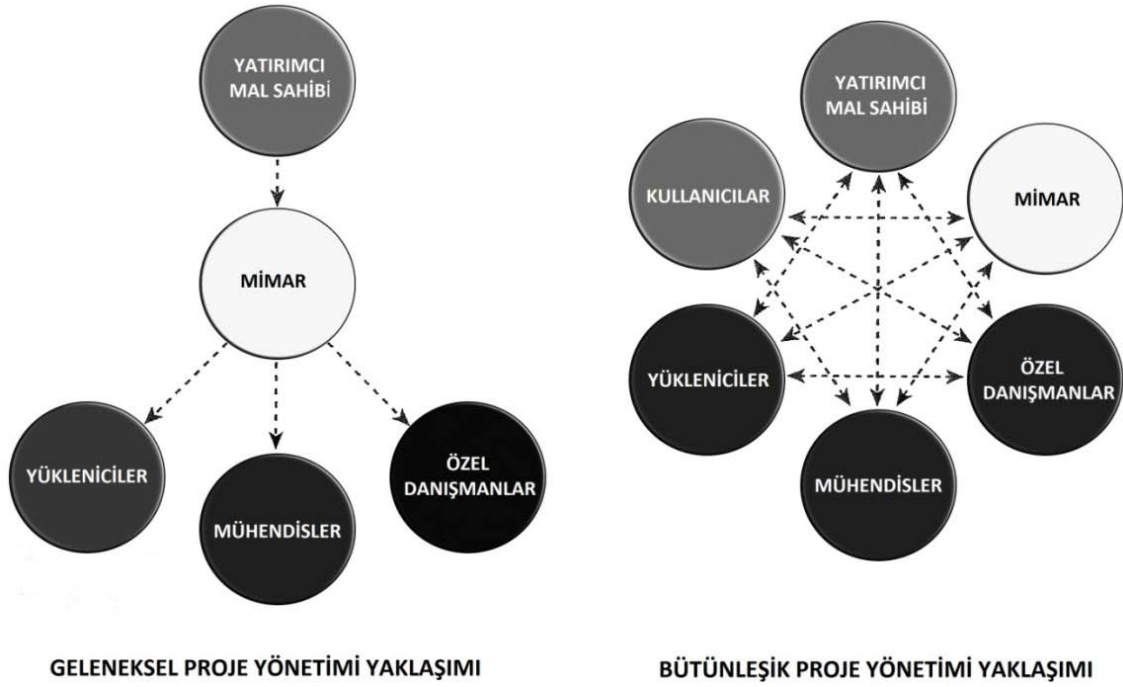 YATIRIMCI
MAL SAHİBİ
MİMAR
YÜKLENİCİLER
MÜHENDİSLER
ÖZEL
DANIŞMANLAR
GELENEKSEL PROJE YÖNETİMİ YAKLAŞIMI
YATIRIMCI
MAL SAHİBİ
KULLANICILAR
MİMAR
YÜKLENİCİLER
ÖZEL
DANIŞMANLAR
MÜHENDİSLER
BÜTÜNLEŞİK PROJE YÖNETİMİ YAKLAŞIMI